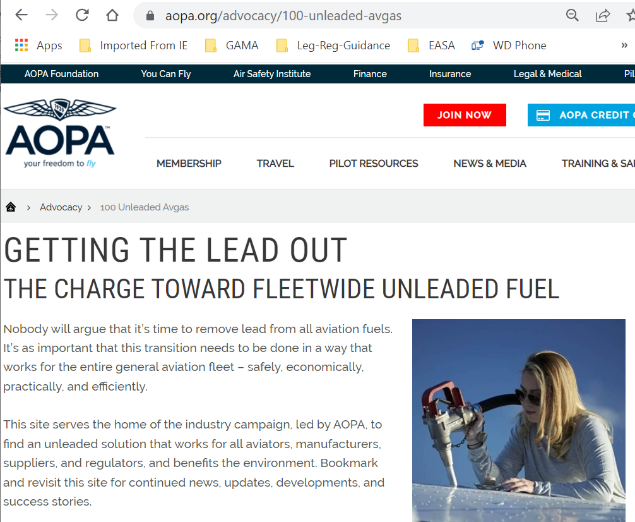 aopa.org/advocacy/100-unleaded-avgas
Apps Imported From IE GAMA Leg-Reg-Guidance EASA WD Phone »
AOPA Foundation You Can Fly Air Safety Institute Finance Insurance Legal & Medical Pil
AOPA
your freedom to fly
JOIN NOW
AOPA CREDIT C
MEMBERSHIP TRAVEL PILOT RESOURCES NEWS & MEDIA TRAINING & SA
> Advocacy > 100 Unleaded Avgas
GETTING THE LEAD OUT
THE CHARGE TOWARD FLEETWIDE UNLEADED FUEL
Nobody will argue that it's time to remove lead from all aviation fuels.
It's as important that this transition needs to be done in a way that
works for the entire general aviation fleet – safely, economically,
practically, and efficiently.
This site serves the home of the industry campaign, led by AOPA, to
find an unleaded solution that works for all aviators, manufacturers,
suppliers, and regulators, and benefits the environment. Bookmark
and revisit this site for continued news, updates, developments, and
success stories.